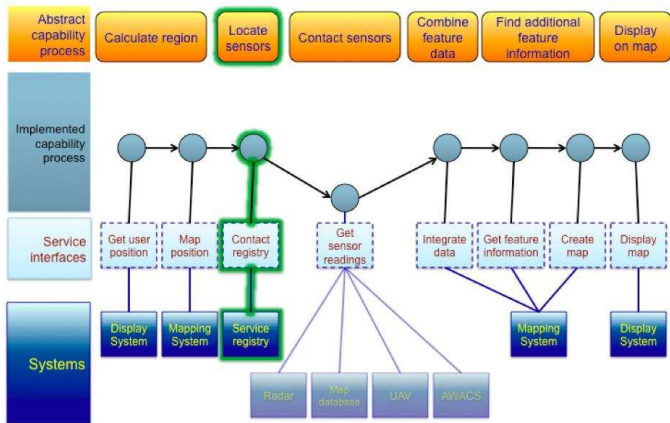 Abstract
capability
process
Calculate region
Locate
sensors
Contact sensors
Combine
feature
data
Find additional
feature
information
Display
on map
Implemented
capability
process
Service
interfaces
Get user
position
Map
position
Contact
registry
Get
sensor
readings
Integrate
data
Get feature
information
Create
map
Display
map
Systems
Display
System
Mapping
System
Service
registry
Mapping
System
Display
System
Radar
Map
database
UAV
AWACS